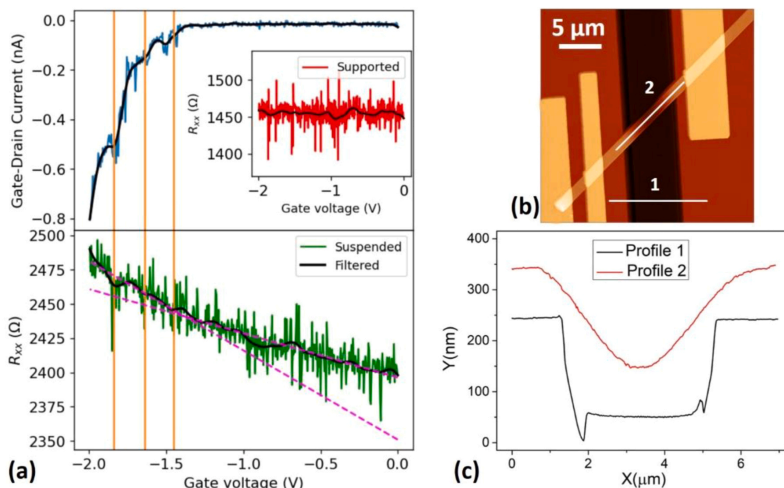 0.0
−0.2
−0.4
−0.6
−0.8
Gate-Drain Current (nA)
Supported
1500
1450
1400
Rxx (Ω)
−2
−1
0
Gate voltage (V)
2500
2475
2450
2425
2400
2375
2350
Rxx (Ω)
Suspended
Filtered
−2.0
−1.5
−1.0
−0.5
0.0
Gate voltage (V)
(a)
5 μm
2
1
(b)
400
300
200
100
0
Y(nm)
Profile 1
Profile 2
0
2
4
6
X(μm)
(c)